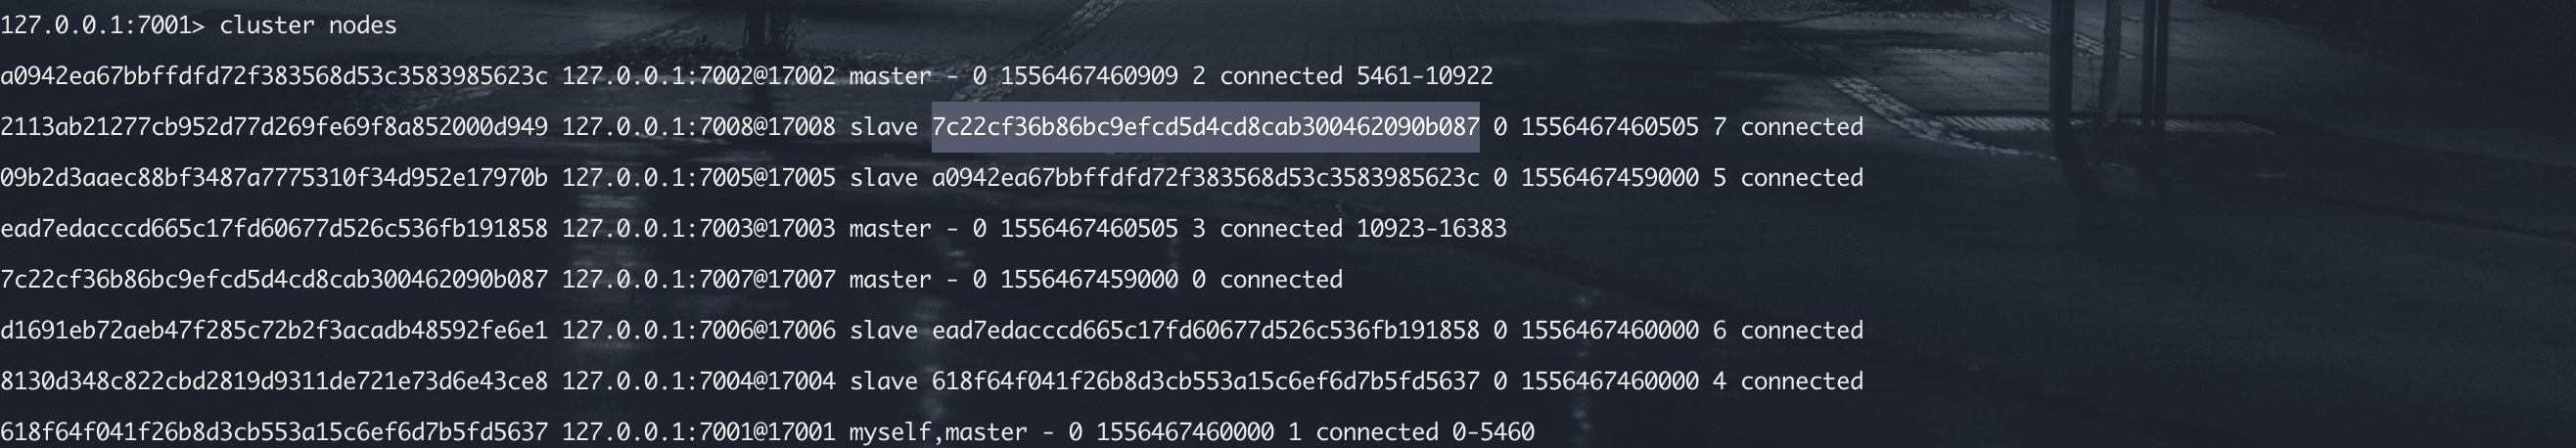 127.0.0.1:7001> cluster nodes
a0942ea67bbffdfd72f383568d53c3583985623c 127.0.0.1:7002@17002 master - 0 1556467460909 2 connected 5461-10922
2113ab21277cb952d77d269fe69f8a852000d949 127.0.0.1:7008@17008 slave 7c22cf36b86bc9efcd5d4cd8cab300462090b087 0 1556467460505 7 connected
09b2d3aaec88bf3487a7775310f34d952e17970b 127.0.0.1:7005@17005 slave a0942ea67bbffdfd72f383568d53c3583985623c 0 1556467459000 5 connected
ead7edacccd665c17fd60677d526c536fb191858 127.0.0.1:7003@17003 master - 0 1556467460505 3 connected 10923-16383
7c22cf36b86bc9efcd5d4cd8cab300462090b087 127.0.0.1:7007@17007 master - 0 1556467459000 0 connected
d1691eb72aeb47f285c72b2f3acadb48592fe6e1 127.0.0.1:7006@17006 slave ead7edacccd665c17fd60677d526c536fb191858 0 1556467460000 6 connected
8130d348c822cbd2819d9311de721e73d6e43ce8 127.0.0.1:7004@17004 slave 618f64f041f26b8d3cb553a15c6ef6d7b5fd5637 0 1556467460000 4 connected
618f64f041f26b8d3cb553a15c6ef6d7b5fd5637 127.0.0.1:7001@17001 myself,master - 0 1556467460000 1 connected 0-5460